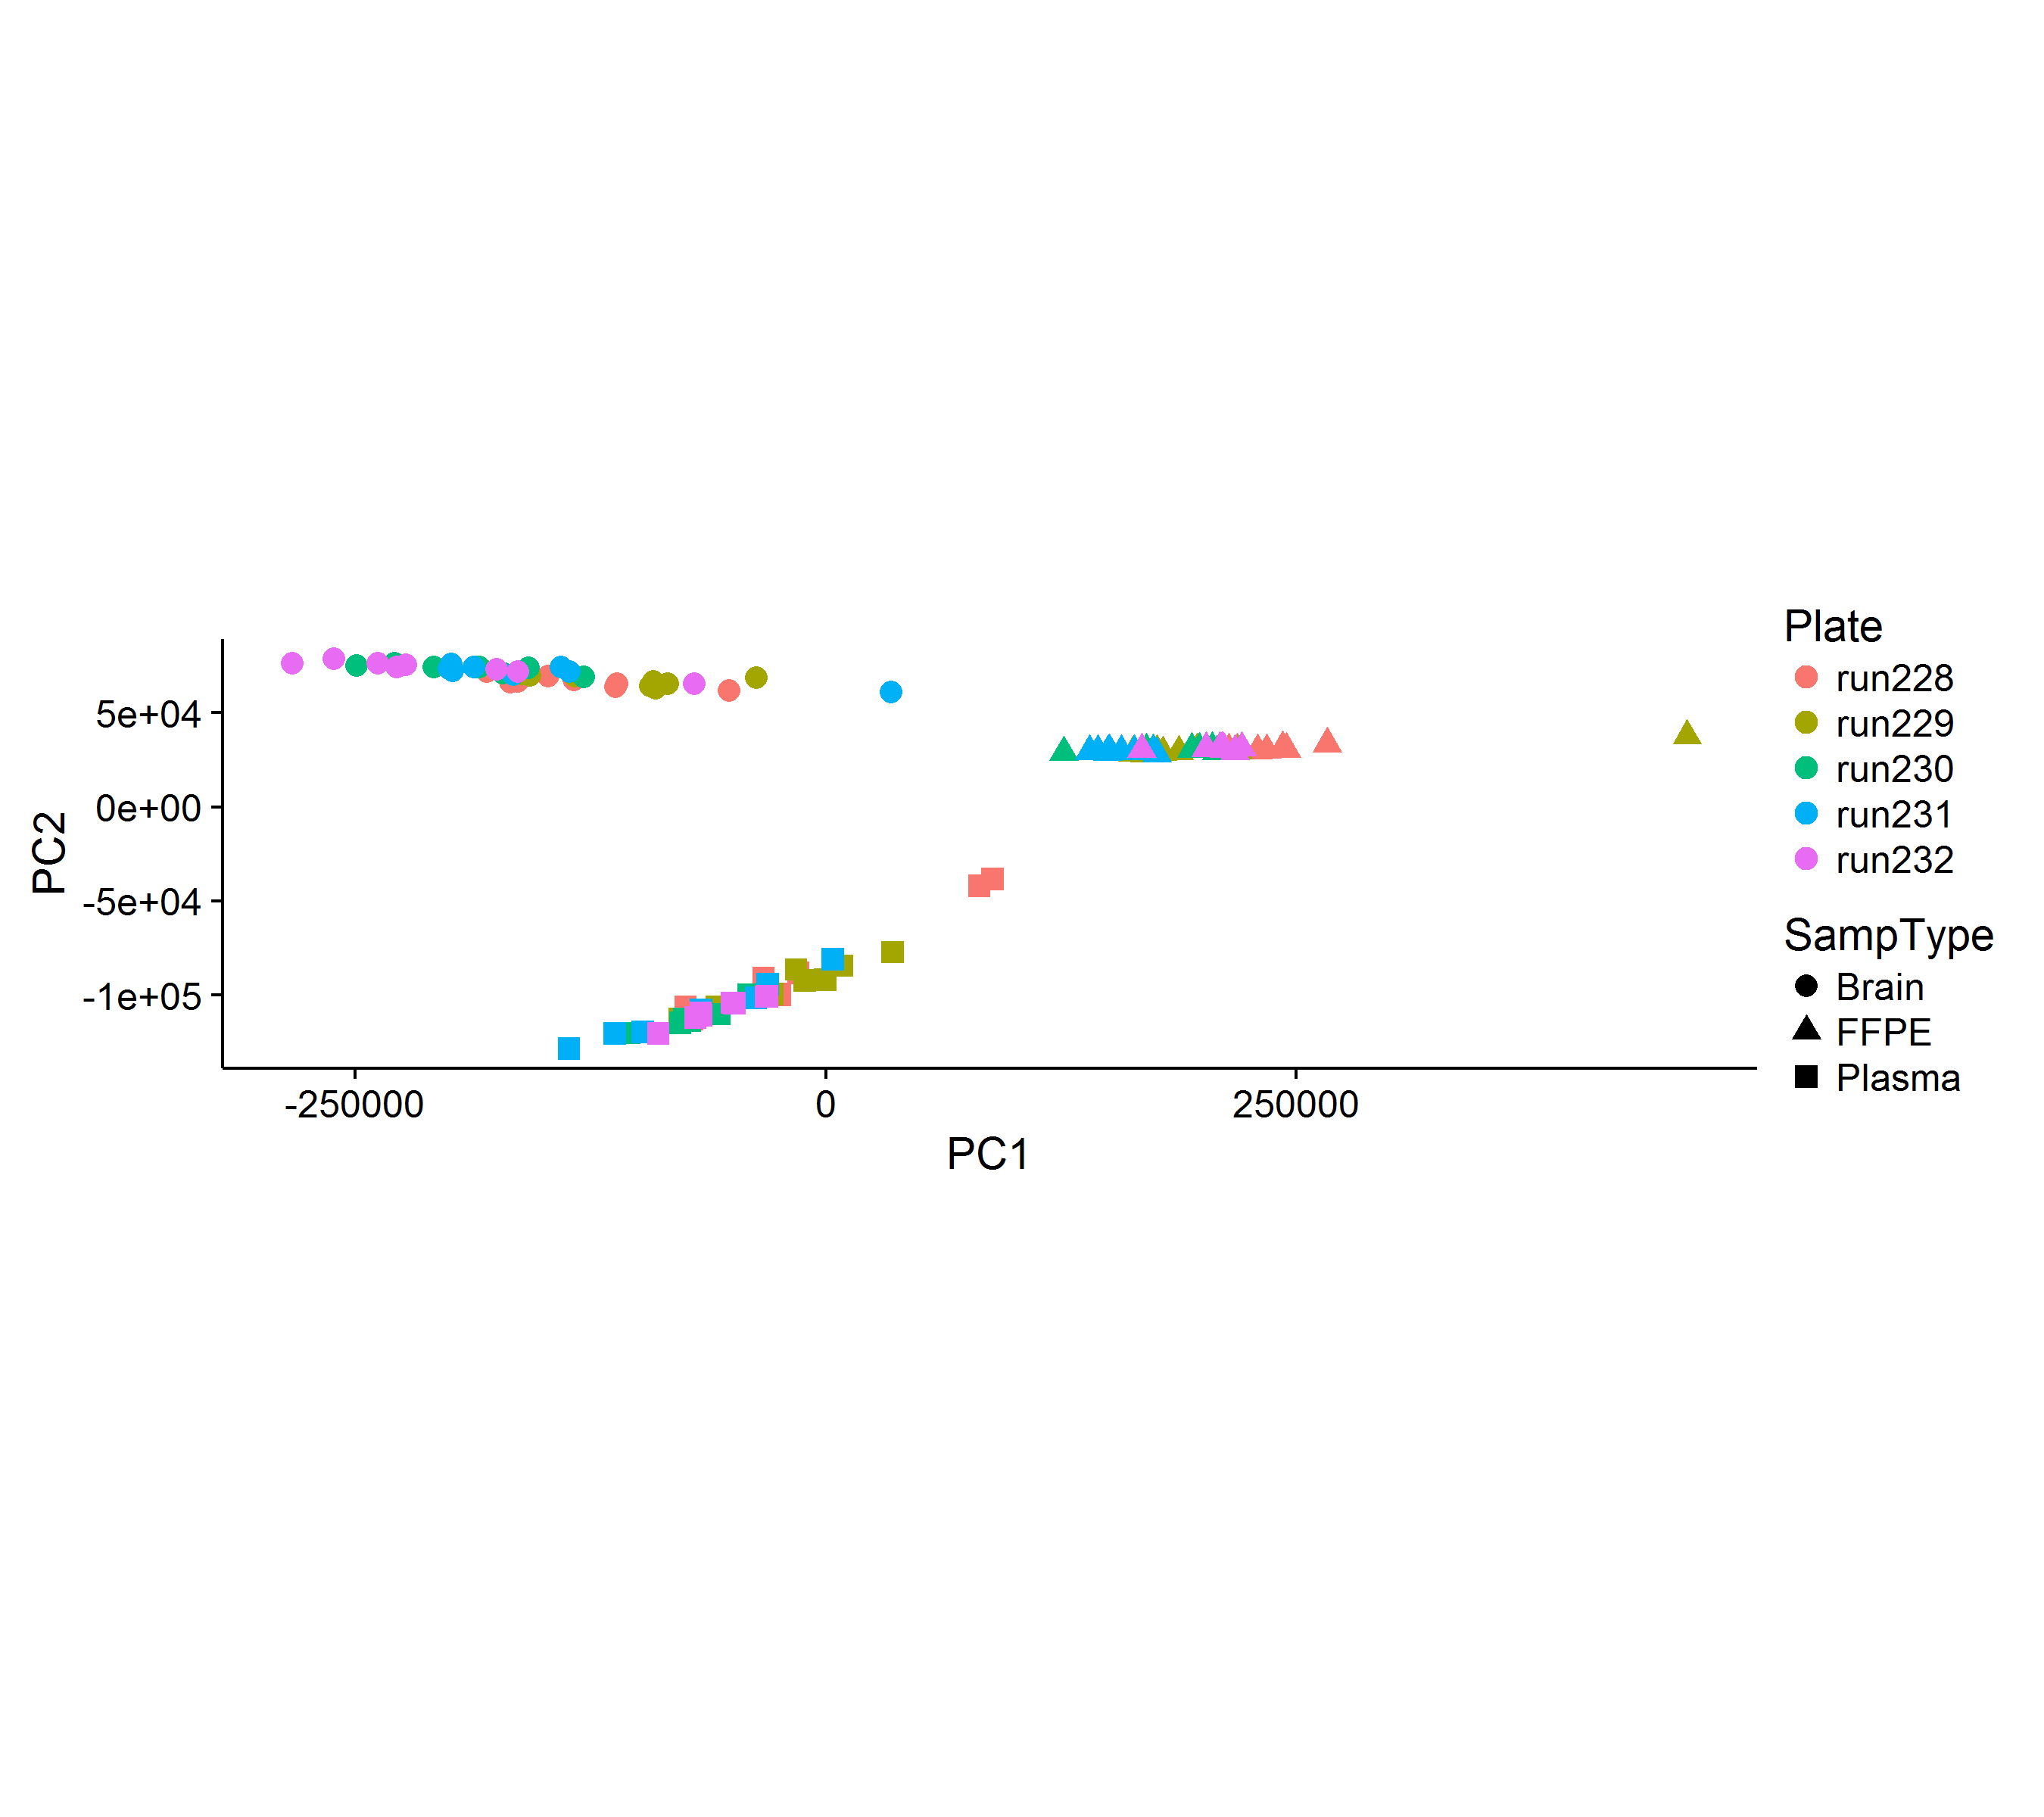 Plate
run228
run229
run230
run231
run232
SampType
Brain
FFPE
Plasma
5e+04
0e+00
-5e+04
-1e+05
PC2
-250000 0 250000
PC1